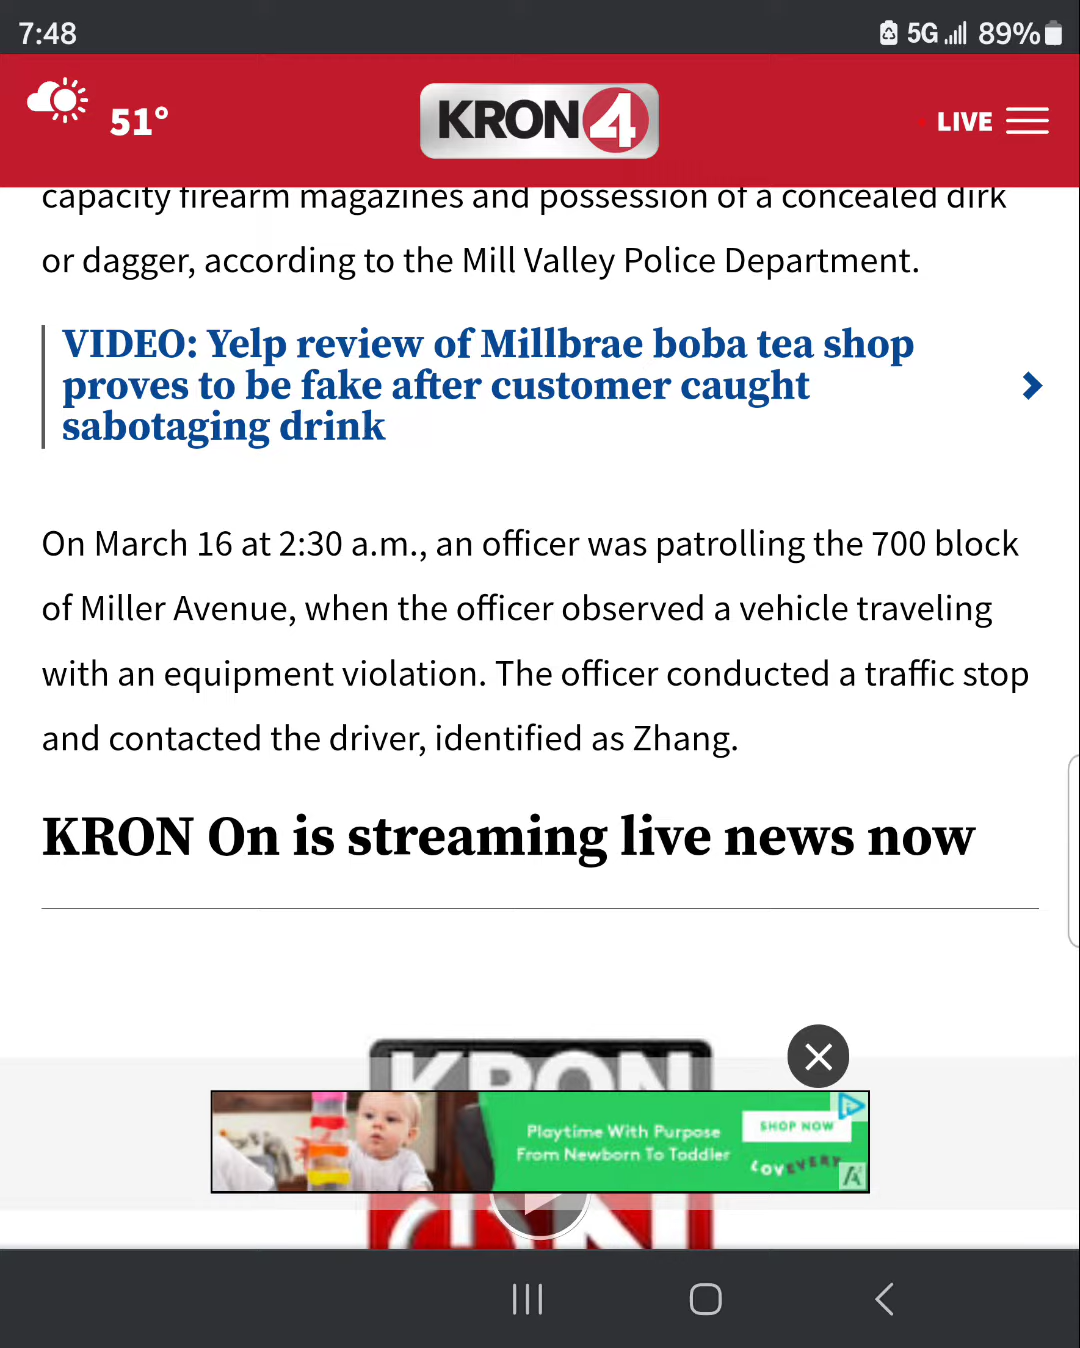 7:48
5G 89%
51°
KRON4
LIVE
capacity firearm magazines and possession of a concealed dirk
or dagger, according to the Mill Valley Police Department.
VIDEO: Yelp review of Millbrae boba tea shop
proves to be fake after customer caught
sabotaging drink
On March 16 at 2:30 a.m., an officer was patrolling the 700 block
of Miller Avenue, when the officer observed a vehicle traveling
with an equipment violation. The officer conducted a traffic stop
and contacted the driver, identified as Zhang.
KRON On is streaming live news now
KRON
Playtime With Purpose
From Newborn To Toddler
SHOP NOW
LOVEVERY
ON